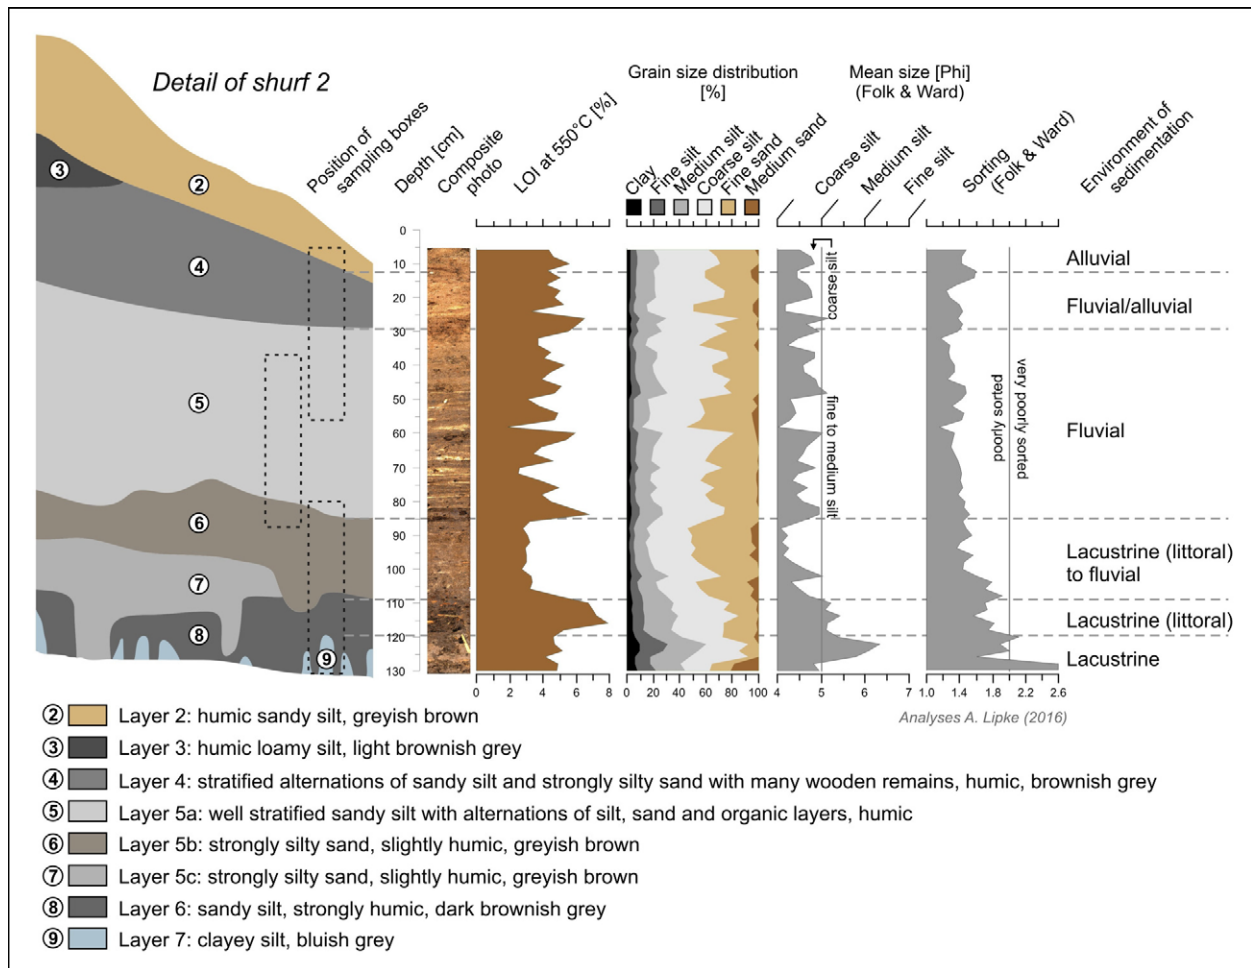 Detail of shurf 2
Position of
sampling boxes
Depth [cm]
Composite
photo
LOI at 550°C [%]
Grain size distribution
[%]
Clay
Fine silt
Medium silt
Coarse silt
Fine sand
Medium sand
Mean size [Phi]
(Folk & Ward)
Coarse silt
Medium silt
Fine silt
Sorting
(Folk & Ward)
Environment of
sedimentation
0
10
20
30
40
50
60
70
80
90
100
110
120
130
3
2
4
5
6
7
8
9
coarsesilt
fine to medium silt
poorly sorted
very poorly sorted
Alluvial
Fluvial/alluvial
Fluvial
Lacustrine (littoral)
to fluvial
Lacustrine (littoral)
Lacustrine
0 2 4 6 8
0 20 40 60 80 100
4 5 6 7
1.0 1.4 1.8 2.2 2.6
Analyses A. Lipke (2016)
2 Layer 2: humic sandy silt, greyish brown
3 Layer 3: humic loamy silt, light brownish grey
4 Layer 4: stratified alternations of sandy silt and strongly silty sand with many wooden remains, humic, brownish grey
5 Layer 5a: well stratified sandy silt with alternations of silt, sand and organic layers, humic
6 Layer 5b: strongly silty sand, slightly humic, greyish brown
7 Layer 5c: strongly silty sand, slightly humic, greyish brown
8 Layer 6: sandy silt, strongly humic, dark brownish grey
9 Layer 7: clayey silt, bluish grey